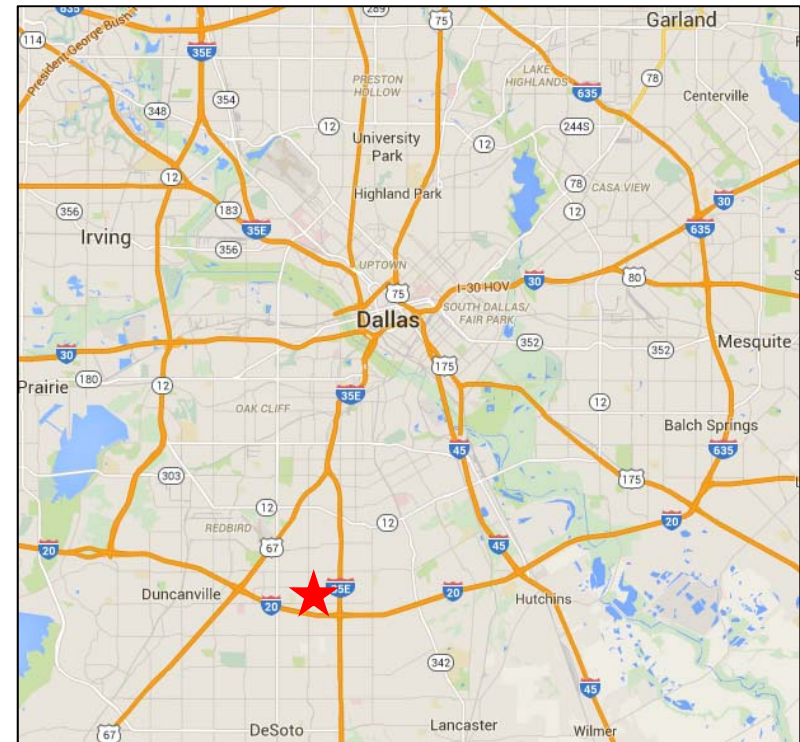 635
289
75
Garland
114
President George Bush
35E
PRESTON
HOLLOW
LAKE
HIGHLANDS
78
635
Centerville
348
354
12
244S
University
Park
12
12
78
CASA VIEW
Highland Park
12
30
356
183
635
35E
Irving
356
UPTOWN
80
I-30 HOV
30
75
SOUTH DALLAS/
FAIR PARK
Dallas
352
352
Mesquite
30
175
Prairie
180
12
35E
12
OAK CLIFF
Balch Springs
45
635
303
175
12
REDBIRD
12
20
67
45
20
35E
Duncanville
20
20
Hutchins
342
45
DeSoto
Lancaster
Wilmer
67